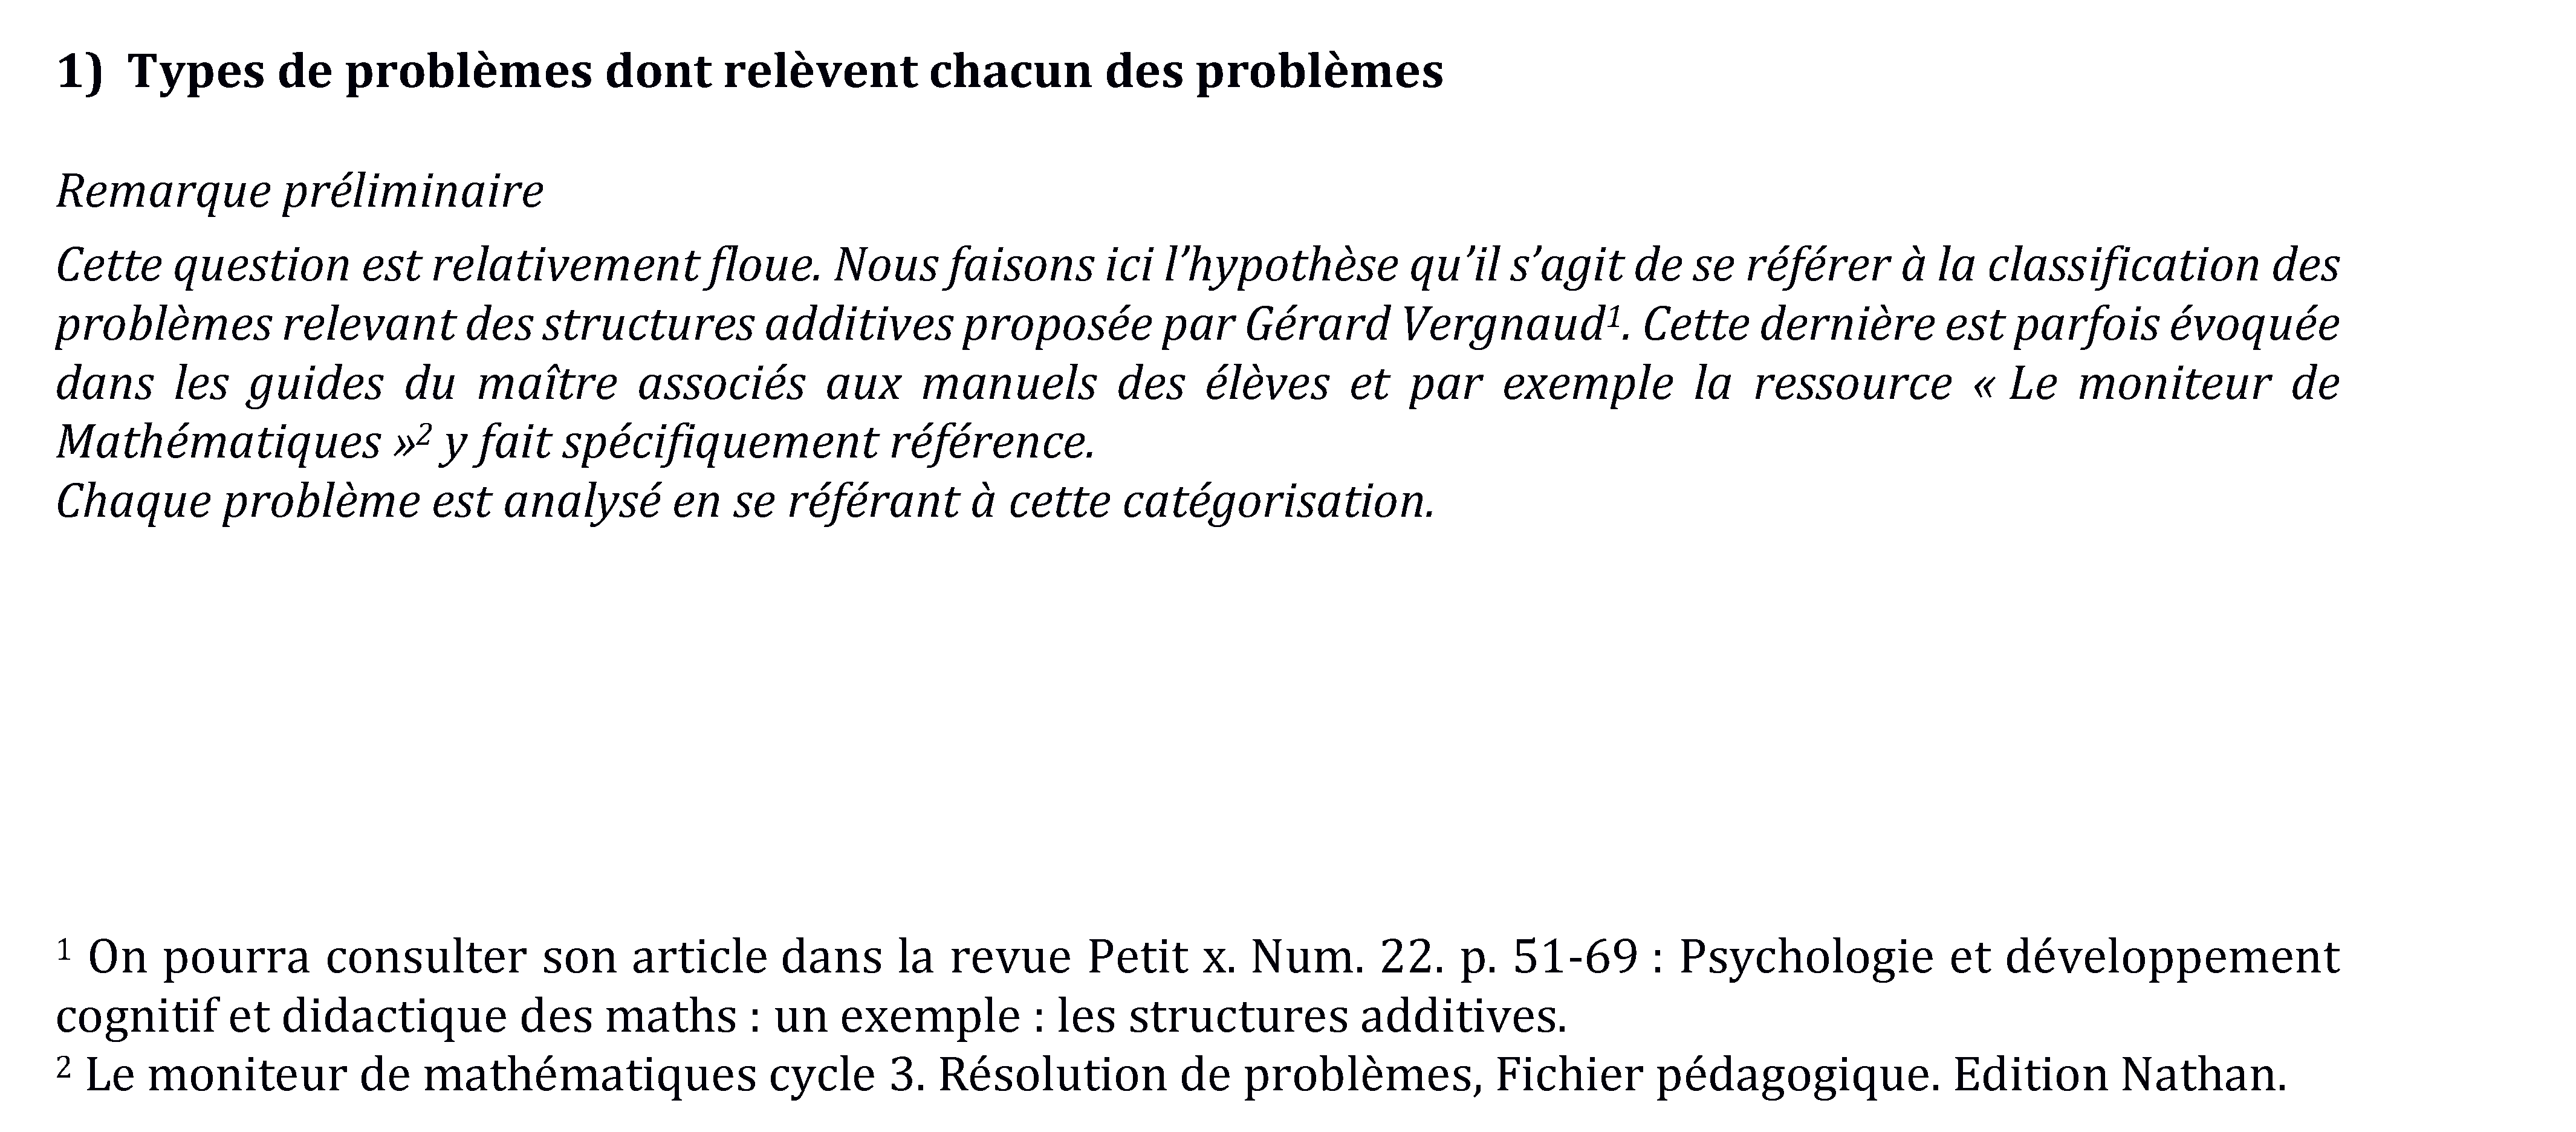 1) Types de problèmes dont relèvent chacun des problèmes
Remarque préliminaire
Cette question est relativement floue. Nous faisons ici l’hypothèse qu’il s’agit de se référer à la classification des
problèmes relevant des structures additives proposée par Gérard Vergnaud¹. Cette dernière est parfois évoquée
dans les guides du maître associés aux manuels des élèves et par exemple la ressource « Le moniteur de
Mathématiques »² y fait spécifiquement référence.
Chaque problème est analysé en se référant à cette catégorisation.
¹ On pourra consulter son article dans la revue Petit x. Num. 22. p. 51-69 : Psychologie et développement
cognitif et didactique des maths : un exemple : les structures additives.
² Le moniteur de mathématiques cycle 3. Résolution de problèmes, Fichier pédagogique. Edition Nathan.